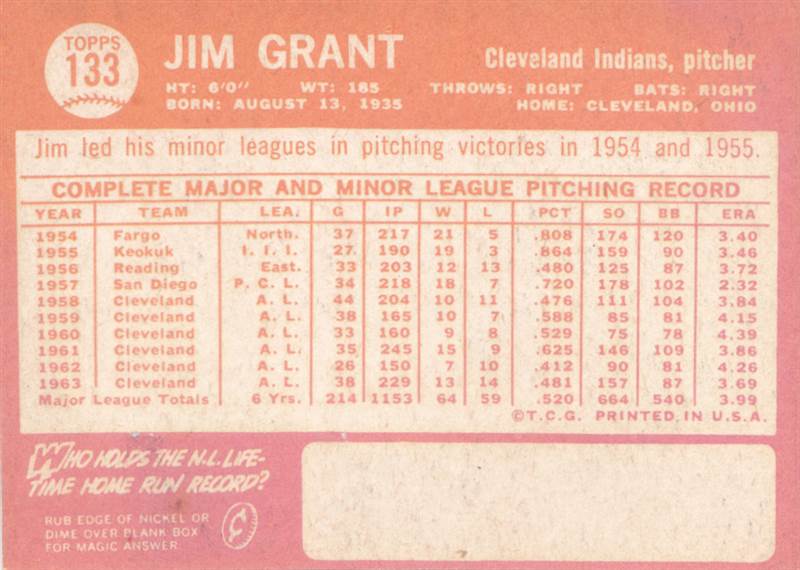 TOPPS
133
JIM GRANT
Cleveland Indians, pitcher
HT: 6'0" WT: 185 THROWS: RIGHT BATS: RIGHT
BORN: AUGUST 13, 1935 HOME: CLEVELAND, OHIO
Jim led his minor leagues in pitching victories in 1954 and 1955.
COMPLETE MAJOR AND MINOR LEAGUE PITCHING RECORD
YEAR TEAM LEA. G IP W L PCT SO BB ERA
1954 Fargo North. 37 217 21 5 .808 174 120 3.40
1955 Keokuk I. I. I. 27 190 19 3 .864 159 90 3.46
1956 Reading East. 33 203 12 13 .480 125 87 3.72
1957 San Diego P. C. L. 34 218 18 7 .720 178 102 2.32
1958 Cleveland A. L. 44 204 10 11 .476 111 104 3.84
1959 Cleveland A. L. 38 165 10 7 .588 85 81 4.15
1960 Cleveland A. L. 33 160 9 8 .529 75 78 4.39
1961 Cleveland A. L. 35 245 15 9 .625 146 109 3.86
1962 Cleveland A. L. 26 150 7 10 .412 90 81 4.26
1963 Cleveland A. L. 38 229 13 14 .481 157 87 3.69
Major League Totals 6 Yrs. 214 1153 64 59 .520 664 540 3.99
©T.C.G. PRINTED IN U.S.A.
WHO HOLDS THE N.L. LIFE-
TIME HOME RUN RECORD?
RUB EDGE OF NICKEL OR
DIME OVER BLANK BOX
FOR MAGIC ANSWER.